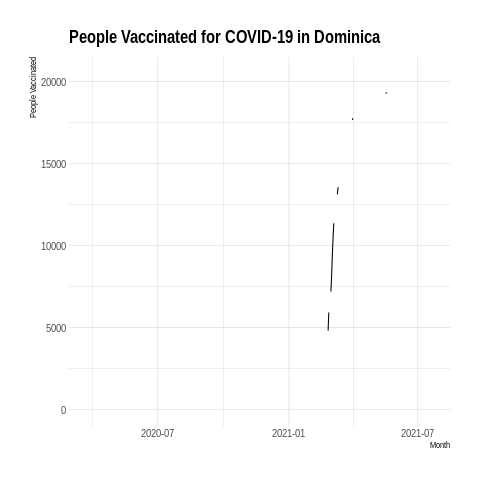 People Vaccinated for COVID-19 in Dominica
People Vaccinated
20000
15000
10000
5000
0
2020-07
2021-01
2021-07
Month